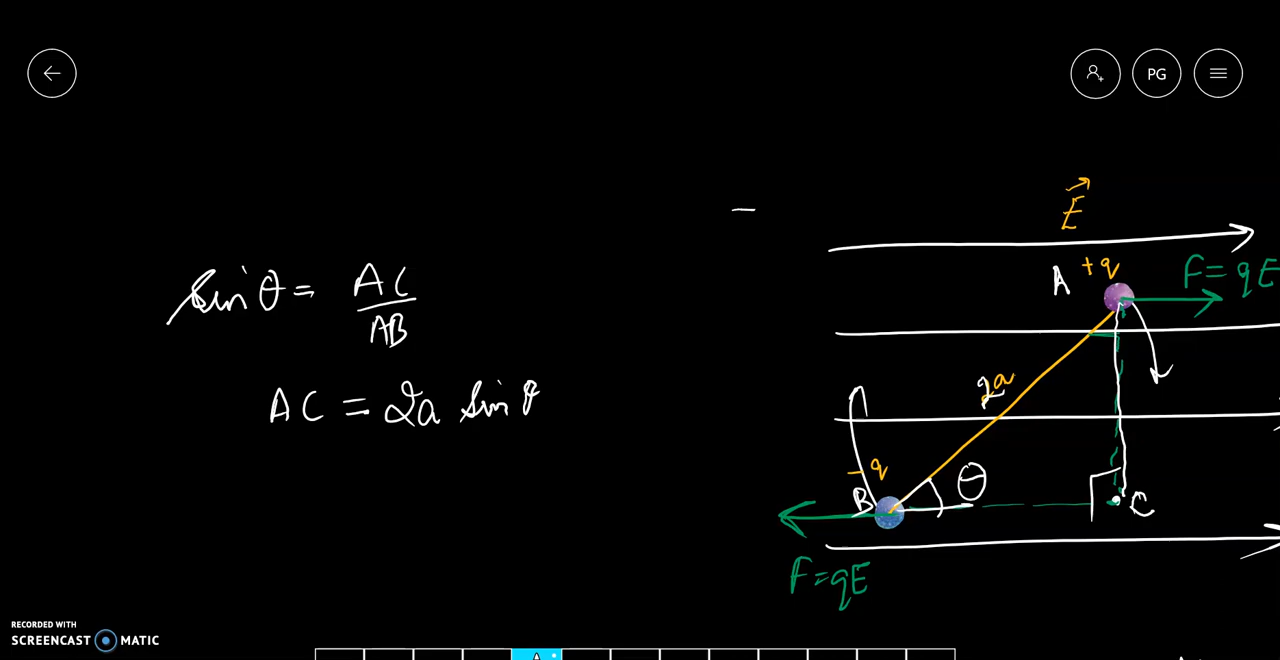 PG
E
A +q F = qE
sin θ = AC / AB
2a
AC = 2a sin θ
-q
θ
B
C
F = qE
RECORDED WITH
SCREENCAST MATIC